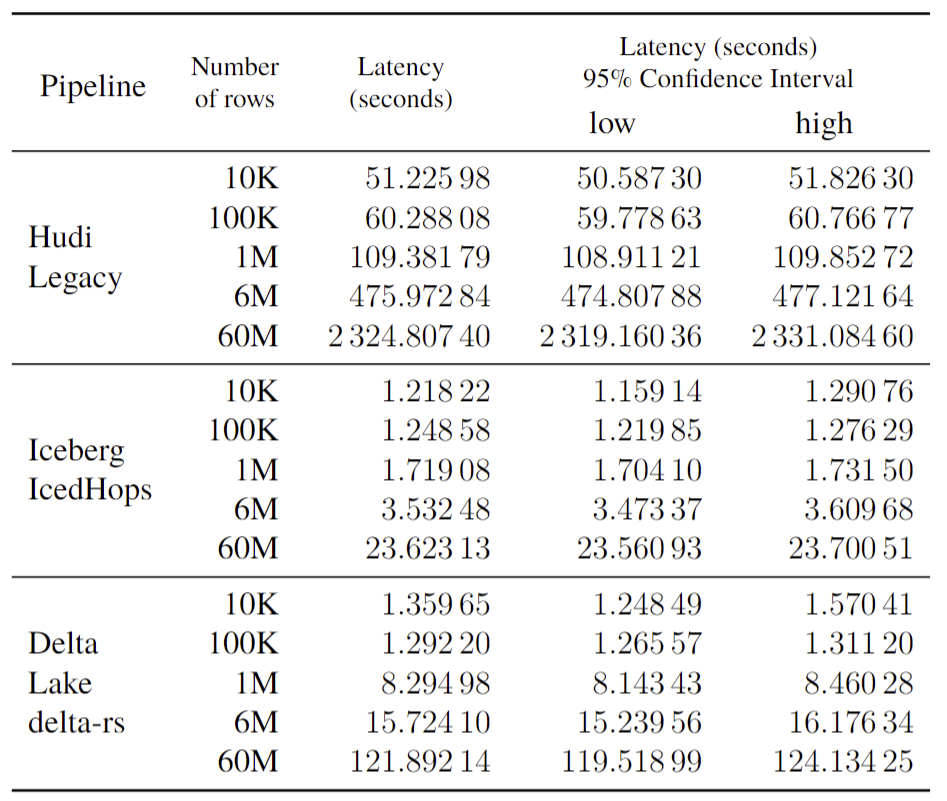 Pipeline Number of rows Latency (seconds) Latency (seconds) 95% Confidence Interval
low high
Hudi Legacy
10K 51.225 98 50.587 30 51.826 30
100K 60.288 08 59.778 63 60.766 77
1M 109.381 79 108.911 21 109.852 72
6M 475.972 84 474.807 88 477.121 64
60M 2 324.807 40 2 319.160 36 2 331.084 60
Iceberg IcedHops
10K 1.218 22 1.159 14 1.290 76
100K 1.248 58 1.219 85 1.276 29
1M 1.719 08 1.704 10 1.731 50
6M 3.532 48 3.473 37 3.609 68
60M 23.623 13 23.560 93 23.700 51
Delta Lake delta-rs
10K 1.359 65 1.248 49 1.570 41
100K 1.292 20 1.265 57 1.311 20
1M 8.294 98 8.143 43 8.460 28
6M 15.724 10 15.239 56 16.176 34
60M 121.892 14 119.518 99 124.134 25